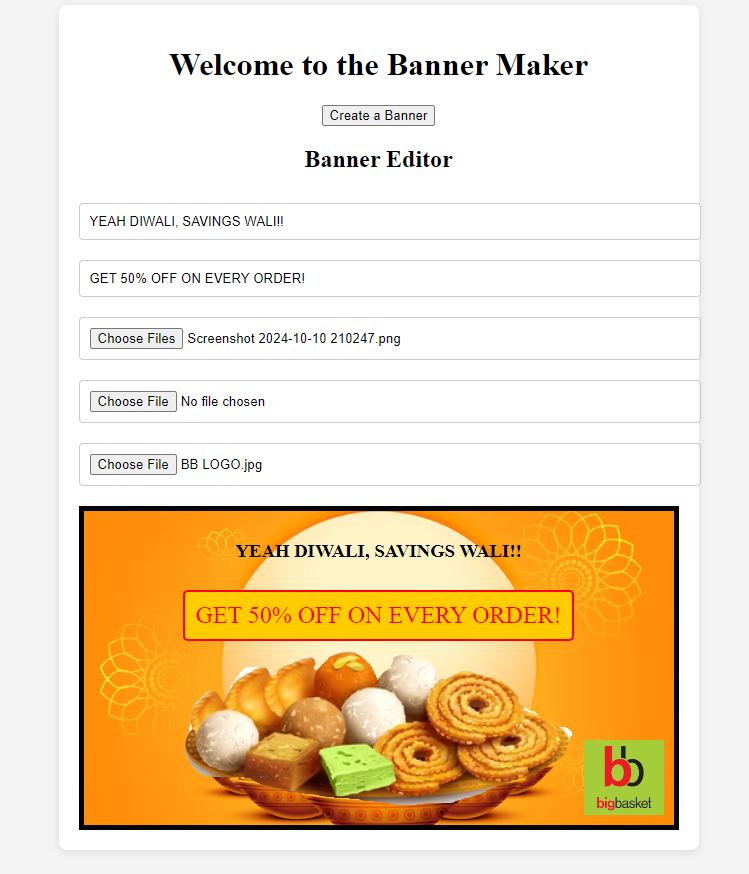 Welcome to the Banner Maker
Create a Banner
Banner Editor
YEAH DIWALI, SAVINGS WALI!!
GET 50% OFF ON EVERY ORDER!
Choose Files Screenshot 2024-10-10 210247.png
Choose File No file chosen
Choose File BB LOGO.jpg
YEAH DIWALI, SAVINGS WALI!!
GET 50% OFF ON EVERY ORDER!
bb
bigbasket